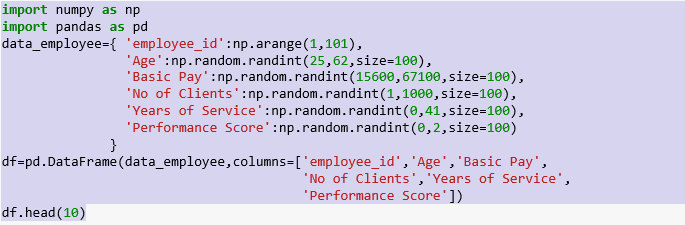 import numpy as np
import pandas as pd
data_employee={ 'employee_id':np.arange(1,101),
'Age':np.random.randint(25,62,size=100),
'Basic Pay':np.random.randint(15600,67100,size=100),
'No of Clients':np.random.randint(1,1000,size=100),
'Years of Service':np.random.randint(0,41,size=100),
'Performance Score':np.random.randint(0,2,size=100)
}
df=pd.DataFrame(data_employee,columns=['employee_id','Age','Basic Pay',
'No of Clients','Years of Service',
'Performance Score'])
df.head(10)